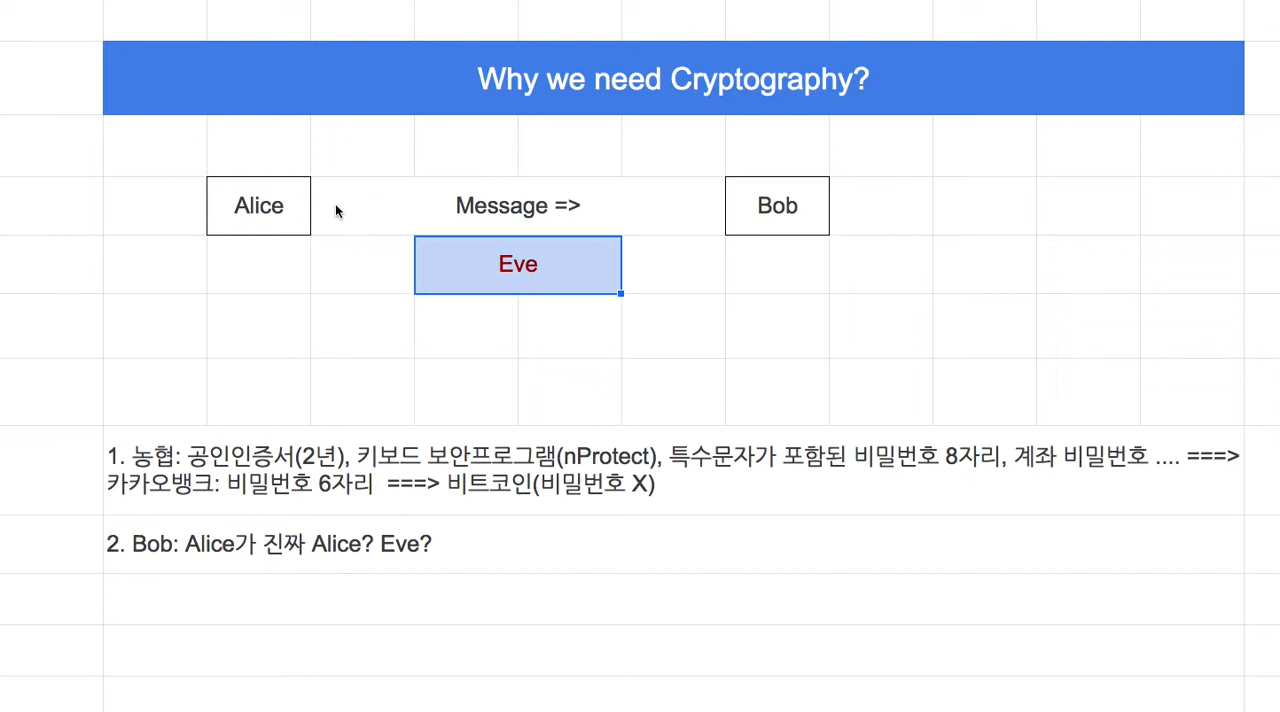 Why we need Cryptography?
Alice
Message =>
Bob
Eve
1. 농협: 공인인증서(2년), 키보드 보안프로그램(nProtect), 특수문자가 포함된 비밀번호 8자리, 계좌 비밀번호 .... ===>
카카오뱅크: 비밀번호 6자리 ===> 비트코인(비밀번호 X)
2. Bob: Alice가 진짜 Alice? Eve?